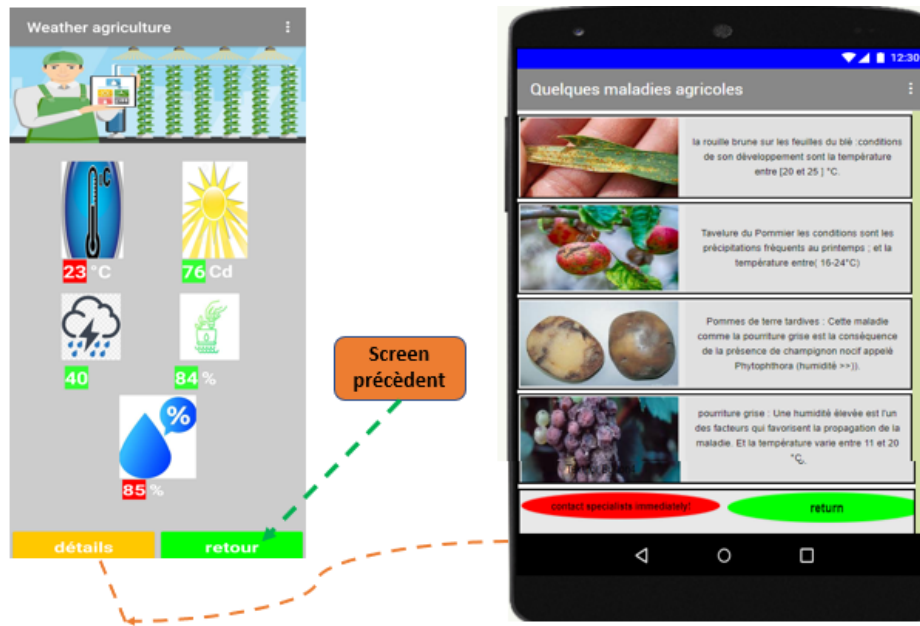 Weather agriculture
°C
23 °C
76 Cd
40
84 %
%
85 %
détails
retour
Screen
précèdent
12:30
Quelques maladies agricoles
la rouille brune sur les feuilles du blè :conditions
de son développement sont la température
entre [20 et 25 ] °C.
Tavelure du Pommier les conditions sont les
précipitations fréquents au printemps ; et la
température entre( 16-24°C)
Pommes de terre tardives : Cette maladie
comme la pourriture grise est la conséquence
de la présence de champignon nocif appelé
Phytophthora (humidité >>)).
pourriture grise : Une humidité élevée est l'un
des facteurs qui favorisent la propagation de la
maladie. Et la température varie entre 11 et 20
°C.
contact specialists immediately!
return